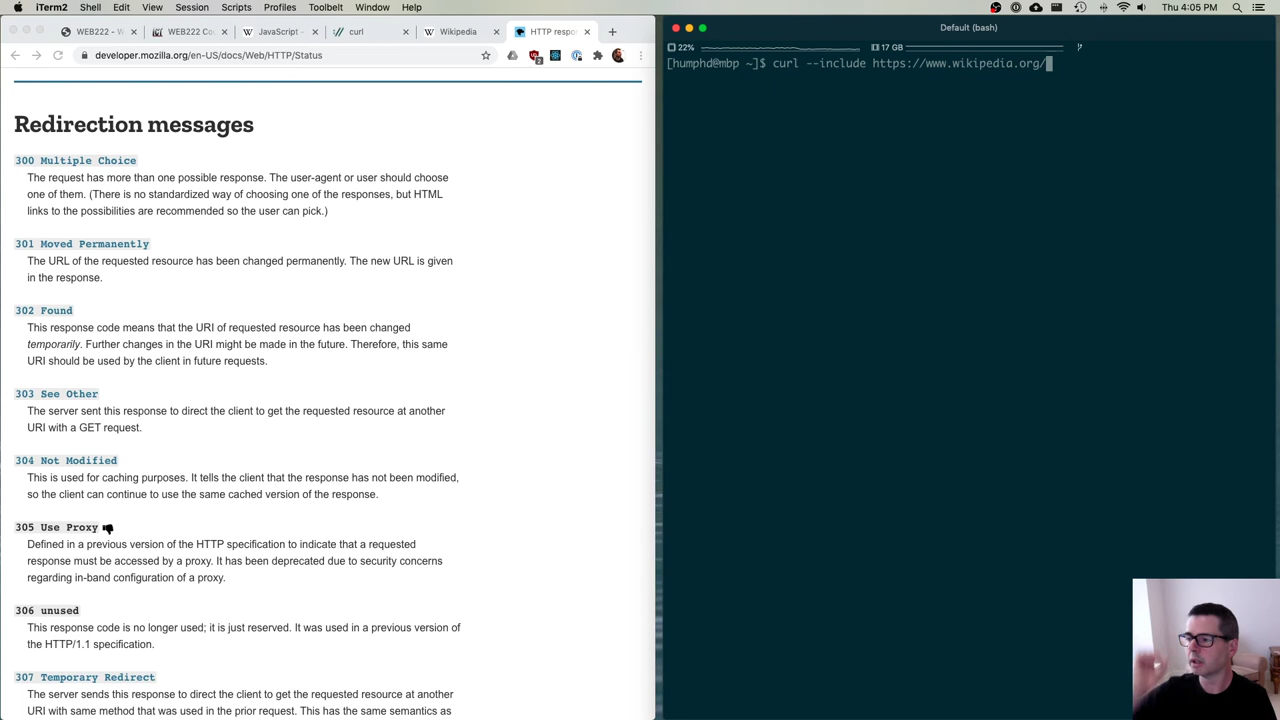 iTerm2 Shell Edit View Session Scripts Profiles Toolbelt Window Help Thu 4:05 PM
WEB222 - W WEB222 Cou JavaScript - curl Wikipedia HTTP respo
developer.mozilla.org/en-US/docs/Web/HTTP/Status
2
Redirection messages
300 Multiple Choice
The request has more than one possible response. The user-agent or user should choose
one of them. (There is no standardized way of choosing one of the responses, but HTML
links to the possibilities are recommended so the user can pick.)
301 Moved Permanently
The URL of the requested resource has been changed permanently. The new URL is given
in the response.
302 Found
This response code means that the URI of requested resource has been changed
temporarily. Further changes in the URI might be made in the future. Therefore, this same
URI should be used by the client in future requests.
303 See Other
The server sent this response to direct the client to get the requested resource at another
URI with a GET request.
304 Not Modified
This is used for caching purposes. It tells the client that the response has not been modified,
so the client can continue to use the same cached version of the response.
305 Use Proxy
Defined in a previous version of the HTTP specification to indicate that a requested
response must be accessed by a proxy. It has been deprecated due to security concerns
regarding in-band configuration of a proxy.
306 unused
This response code is no longer used; it is just reserved. It was used in a previous version of
the HTTP/1.1 specification.
307 Temporary Redirect
The server sends this response to direct the client to get the requested resource at another
URI with same method that was used in the prior request. This has the same semantics as
Default (bash)
22% 17 GB
[humphd@mbp ~]$ curl --include https://www.wikipedia.org/